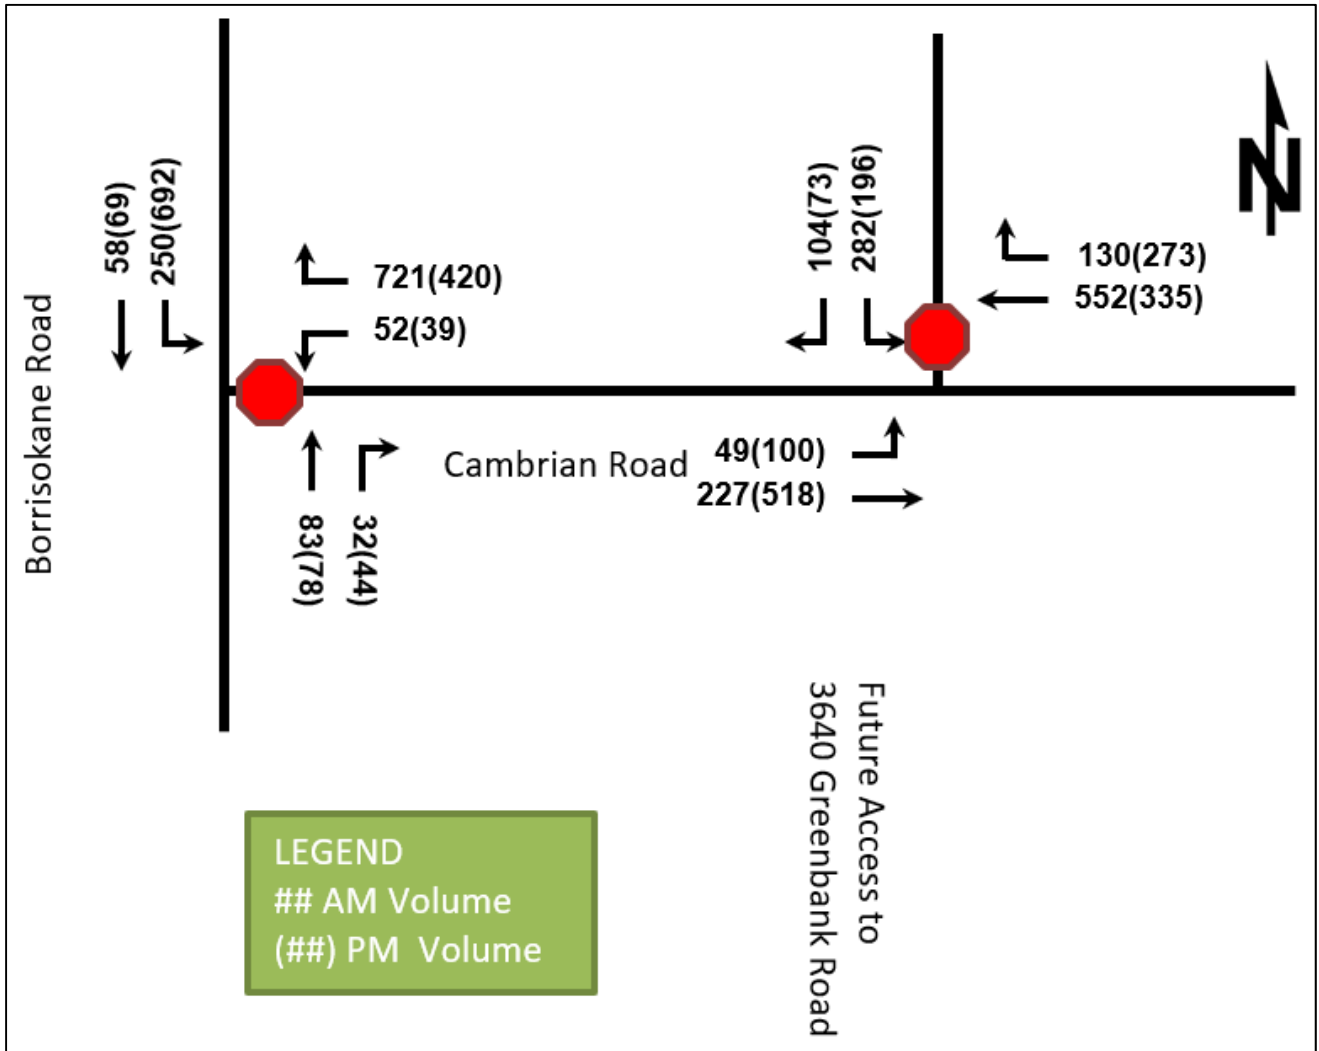 58(69)
250(692)
721(420)
52(39)
104(73)
282(196)
130(273)
552(335)
N
Borrisokane Road
83(78)
32(44)
Cambrian Road
49(100)
227(518)
Future Access to
3640 Greenbank Road
LEGEND
## AM Volume
(##) PM  Volume